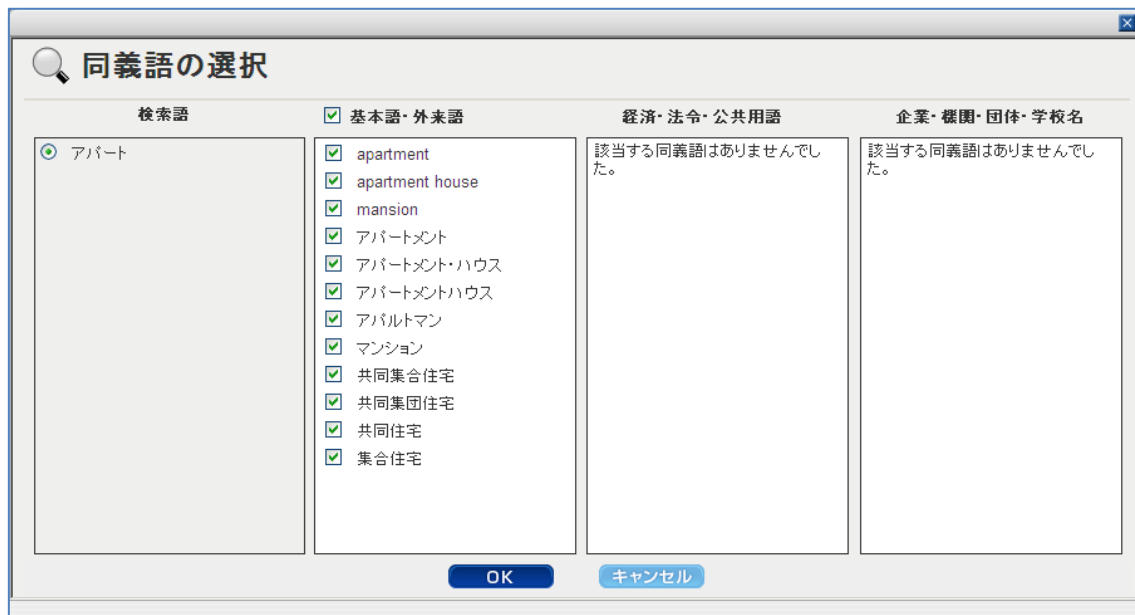 同義語の選択
検索語
基本語・外来語
経済・法令・公共用語
企業・機関・団体・学校名
アパート
apartment
apartment house
mansion
アパートメント
アパートメント・ハウス
アパートメントハウス
アパルトマン
マンション
共同集合住宅
共同集団住宅
共同住宅
集合住宅
該当する同義語はありませんでし
た。
該当する同義語はありませんでし
た。
OK
キャンセル